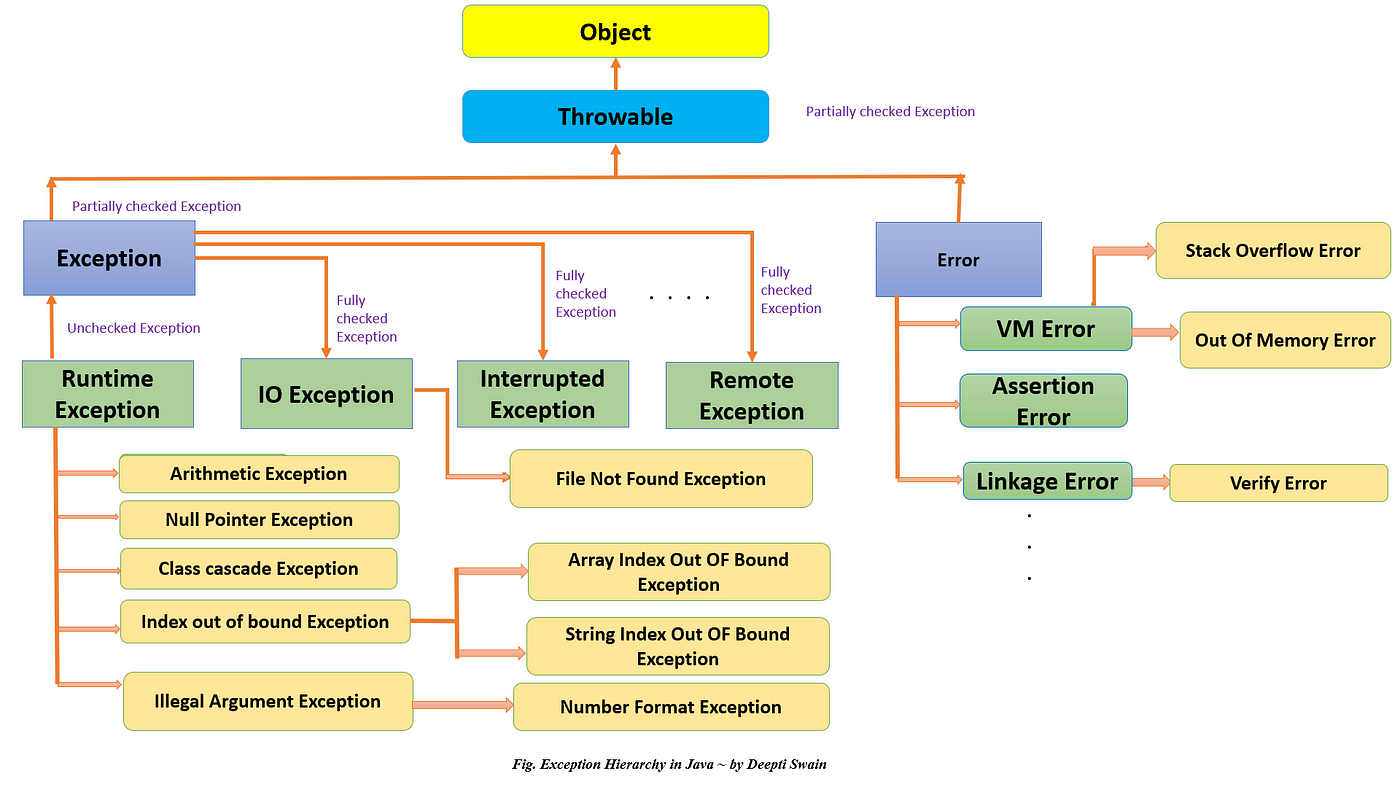 Object
Throwable
Partially checked Exception
Partially checked Exception
Exception
Error
Stack Overflow Error
Fully
checked
Exception
Fully
checked
Exception
Fully
checked
Exception
. . . .
Unchecked Exception
VM Error
Out Of Memory Error
Runtime
Exception
IO Exception
Interrupted
Exception
Remote
Exception
Assertion
Error
Arithmetic Exception
File Not Found Exception
Linkage Error
Verify Error
Null Pointer Exception
.
.
.
Class cascade Exception
Array Index Out OF Bound
Exception
Index out of bound Exception
String Index Out OF Bound
Exception
Illegal Argument Exception
Number Format Exception
Fig. Exception Hierarchy in Java ~ by Deepti Swain